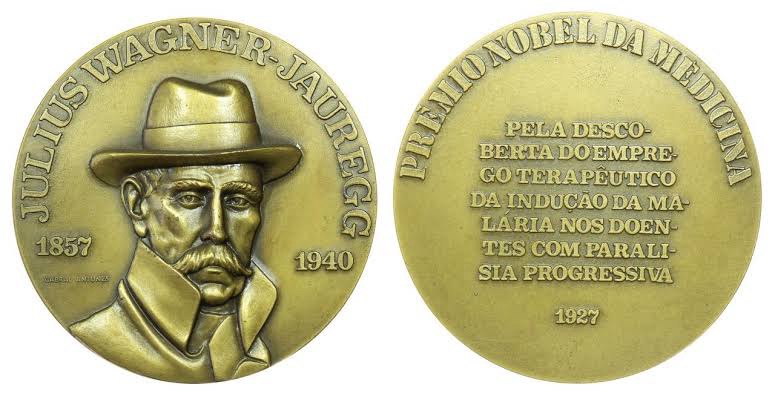 JULIUS WAGNER-JAUREGG
1857
1940
PRÉMIO NOBEL DA MEDICINA
PELA DESCO-
BERTA DO EMPRE-
GO TERAPÊUTICO
DA INDUÇÃO DA MA-
LÁRIA NOS DOEN-
TES COM PARALI-
SIA PROGRESSIVA
1927